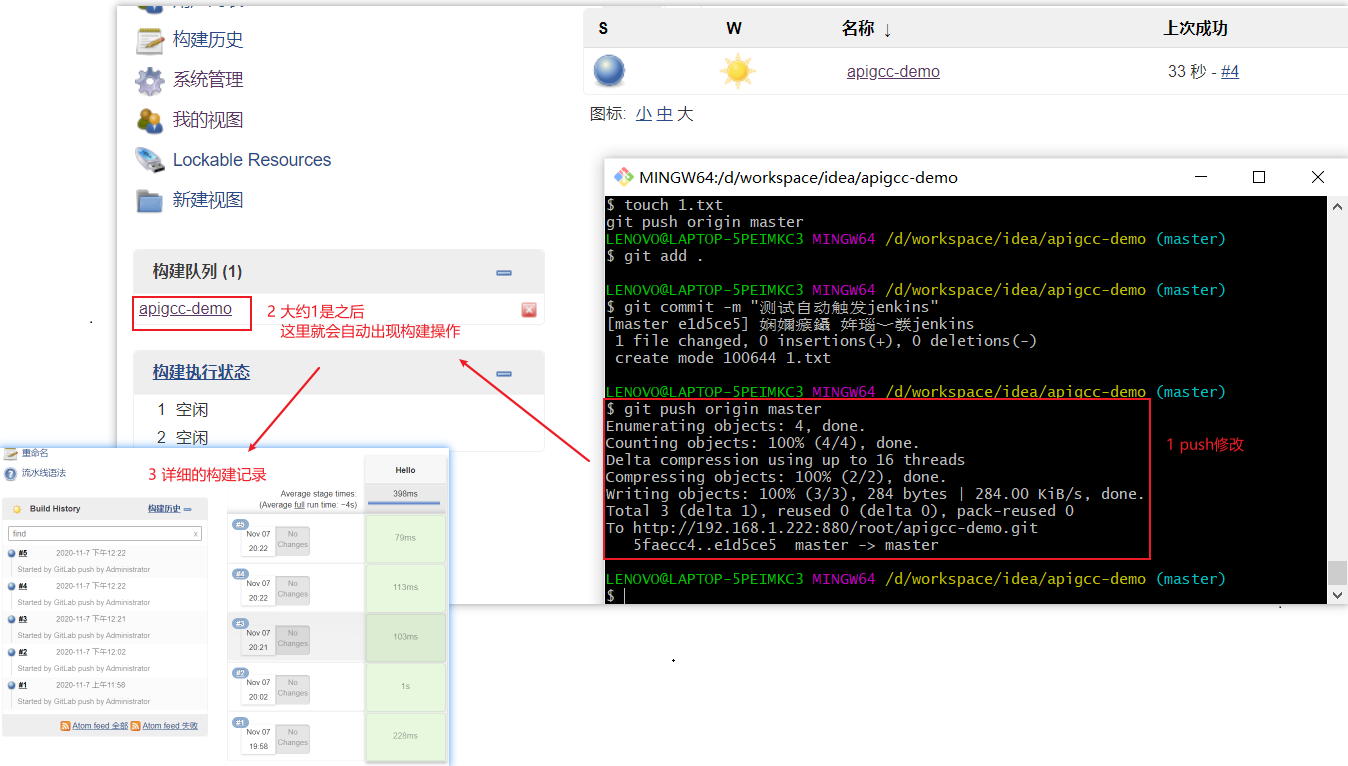 构建历史
系统管理
我的视图
Lockable Resources
新建视图
构建队列 (1)
apigcc-demo
2 大约1是之后
这里就会自动出现构建操作
构建执行状态
1 空闲
2 空闲
S W 名称 ↓ 上次成功
apigcc-demo 33 秒 - #4
图标: 小 中 大
MINGW64:/d/workspace/idea/apigcc-demo
$ touch 1.txt
git push origin master
LENOVO@LAPTOP-5PEIMKC3 MINGW64 /d/workspace/idea/apigcc-demo (master)
$ git add .
LENOVO@LAPTOP-5PEIMKC3 MINGW64 /d/workspace/idea/apigcc-demo (master)
$ git commit -m "测试自动触发jenkins"
[master e1d5ce5] jenkins
1 file changed, 0 insertions(+), 0 deletions(-)
create mode 100644 1.txt
LENOVO@LAPTOP-5PEIMKC3 MINGW64 /d/workspace/idea/apigcc-demo (master)
$ git push origin master
Enumerating objects: 4, done.
Counting objects: 100% (4/4), done.
Delta compression using up to 16 threads
Compressing objects: 100% (2/2), done.
Writing objects: 100% (3/3), 284 bytes | 284.00 KiB/s, done.
Total 3 (delta 1), reused 0 (delta 0), pack-reused 0
To http://192.168.1.222:880/root/apigcc-demo.git
5faecc4..e1d5ce5 master -> master
LENOVO@LAPTOP-5PEIMKC3 MINGW64 /d/workspace/idea/apigcc-demo (master)
$
1 push修改
重命名
流水线语法
3 详细的构建记录
Build History 构建历史
find x
#5 2020-11-7 下午12:22
Started by GitLab push by Administrator
#4 2020-11-7 下午12:22
Started by GitLab push by Administrator
#3 2020-11-7 下午12:21
Started by GitLab push by Administrator
#2 2020-11-7 下午12:02
Started by GitLab push by Administrator
#1 2020-11-7 上午11:58
Started by GitLab push by Administrator
Atom feed 全部 Atom feed 失败
Hello
Average stage times: 398ms
(Average full run time: ~4s)
#5
Nov 07 No
20:22 Changes
79ms
#4
Nov 07 No
20:22 Changes
113ms
#3
Nov 07 No
20:21 Changes
103ms
#2
Nov 07 No
20:02 Changes
1s
#1
Nov 07 No
19:58 Changes
228ms